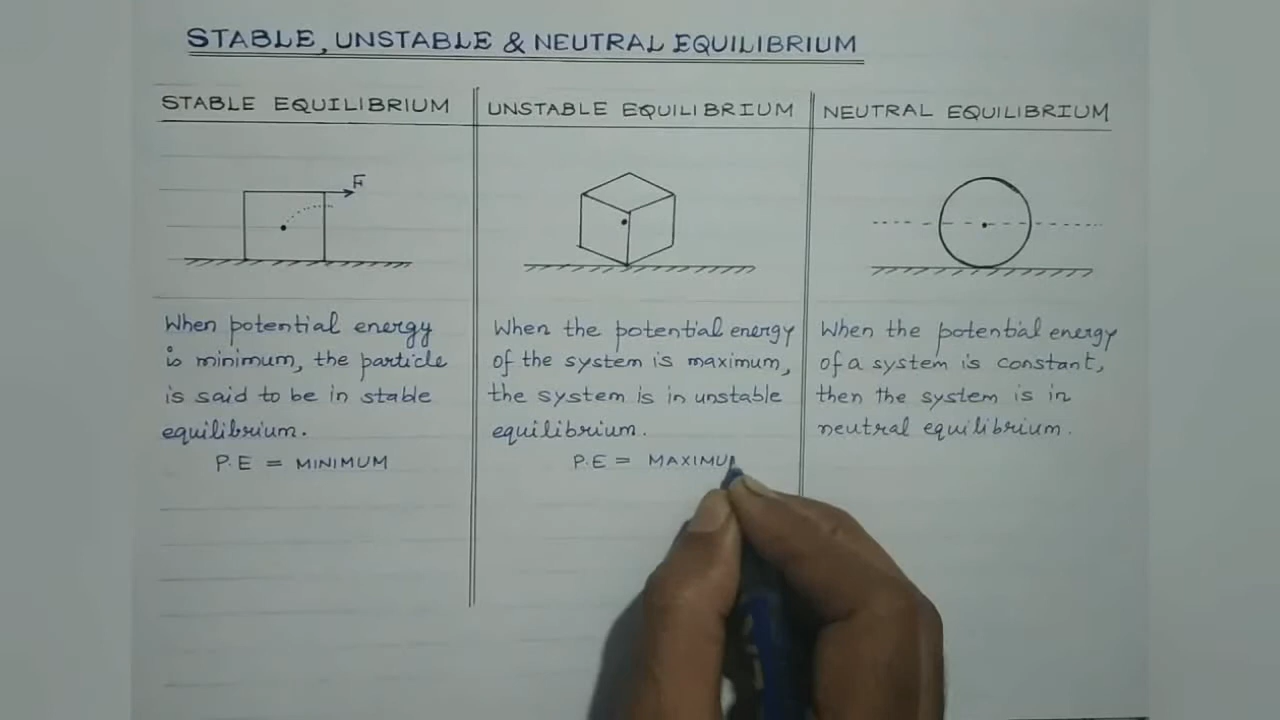 STABLE, UNSTABLE & NEUTRAL EQUILIBRIUM
STABLE EQUILIBRIUM
F
When potential energy
is minimum, the particle
is said to be in stable
equilibrium.
P.E = MINIMUM
UNSTABLE EQUILIBRIUM
When the potential energy
of the system is maximum,
the system is in unstable
equilibrium.
P.E = MAXIMU
NEUTRAL EQUILIBRIUM
When the potential energy
of a system is constant,
then the system is in
neutral equilibrium.